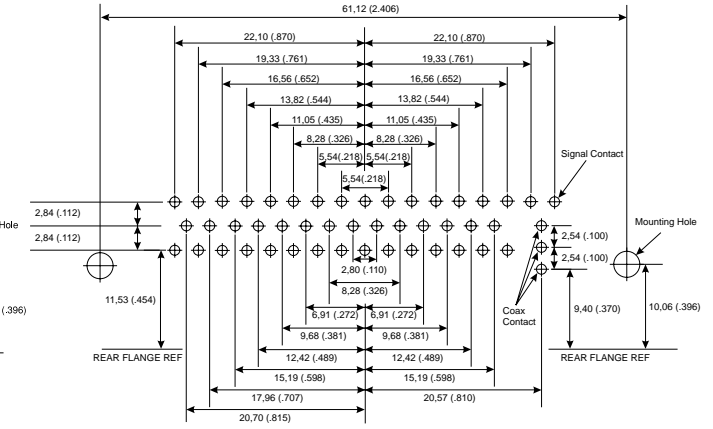 61,12 (2.406)
22,10 (.870) 22,10 (.870)
19,33 (.761) 19,33 (.761)
16,56 (.652) 16,56 (.652)
13,82 (.544) 13,82 (.544)
11,05 (.435) 11,05 (.435)
8,28 (.326) 8,28 (.326)
5,54(.218) 5,54(.218)
5,54(.218)
Signal Contact
2,84 (.112)
Hole
2,84 (.112)
Mounting Hole
2,54 (.100)
2,54 (.100)
2,80 (.110)
8,28 (.326)
11,53 (.454)
(.396)
6,91 (.272) 6,91 (.272)
Coax
Contact
9,40 (.370)
10,06 (.396)
9,68 (.381) 9,68 (.381)
REAR FLANGE REF
12,42 (.489) 12,42 (.489)
REAR FLANGE REF
15,19 (.598) 15,19 (.598)
17,96 (.707) 20,57 (.810)
20,70 (.815)